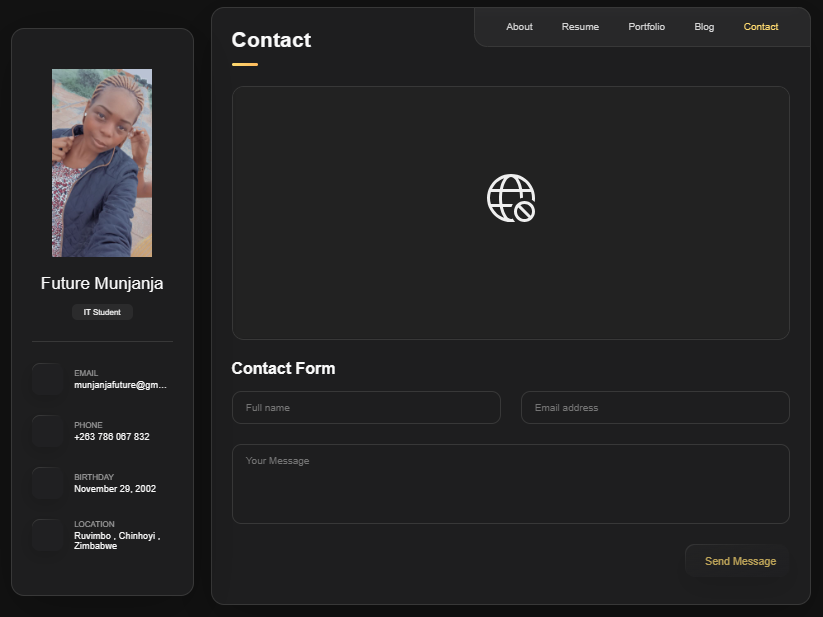 About Resume Portfolio Blog Contact
Contact
Future Munjanja
IT Student
EMAIL
munjanjafuture@gm...
PHONE
+263 786 067 832
BIRTHDAY
November 29, 2002
LOCATION
Ruvimbo , Chinhoyi ,
Zimbabwe
Contact Form
Full name
Email address
Your Message
Send Message